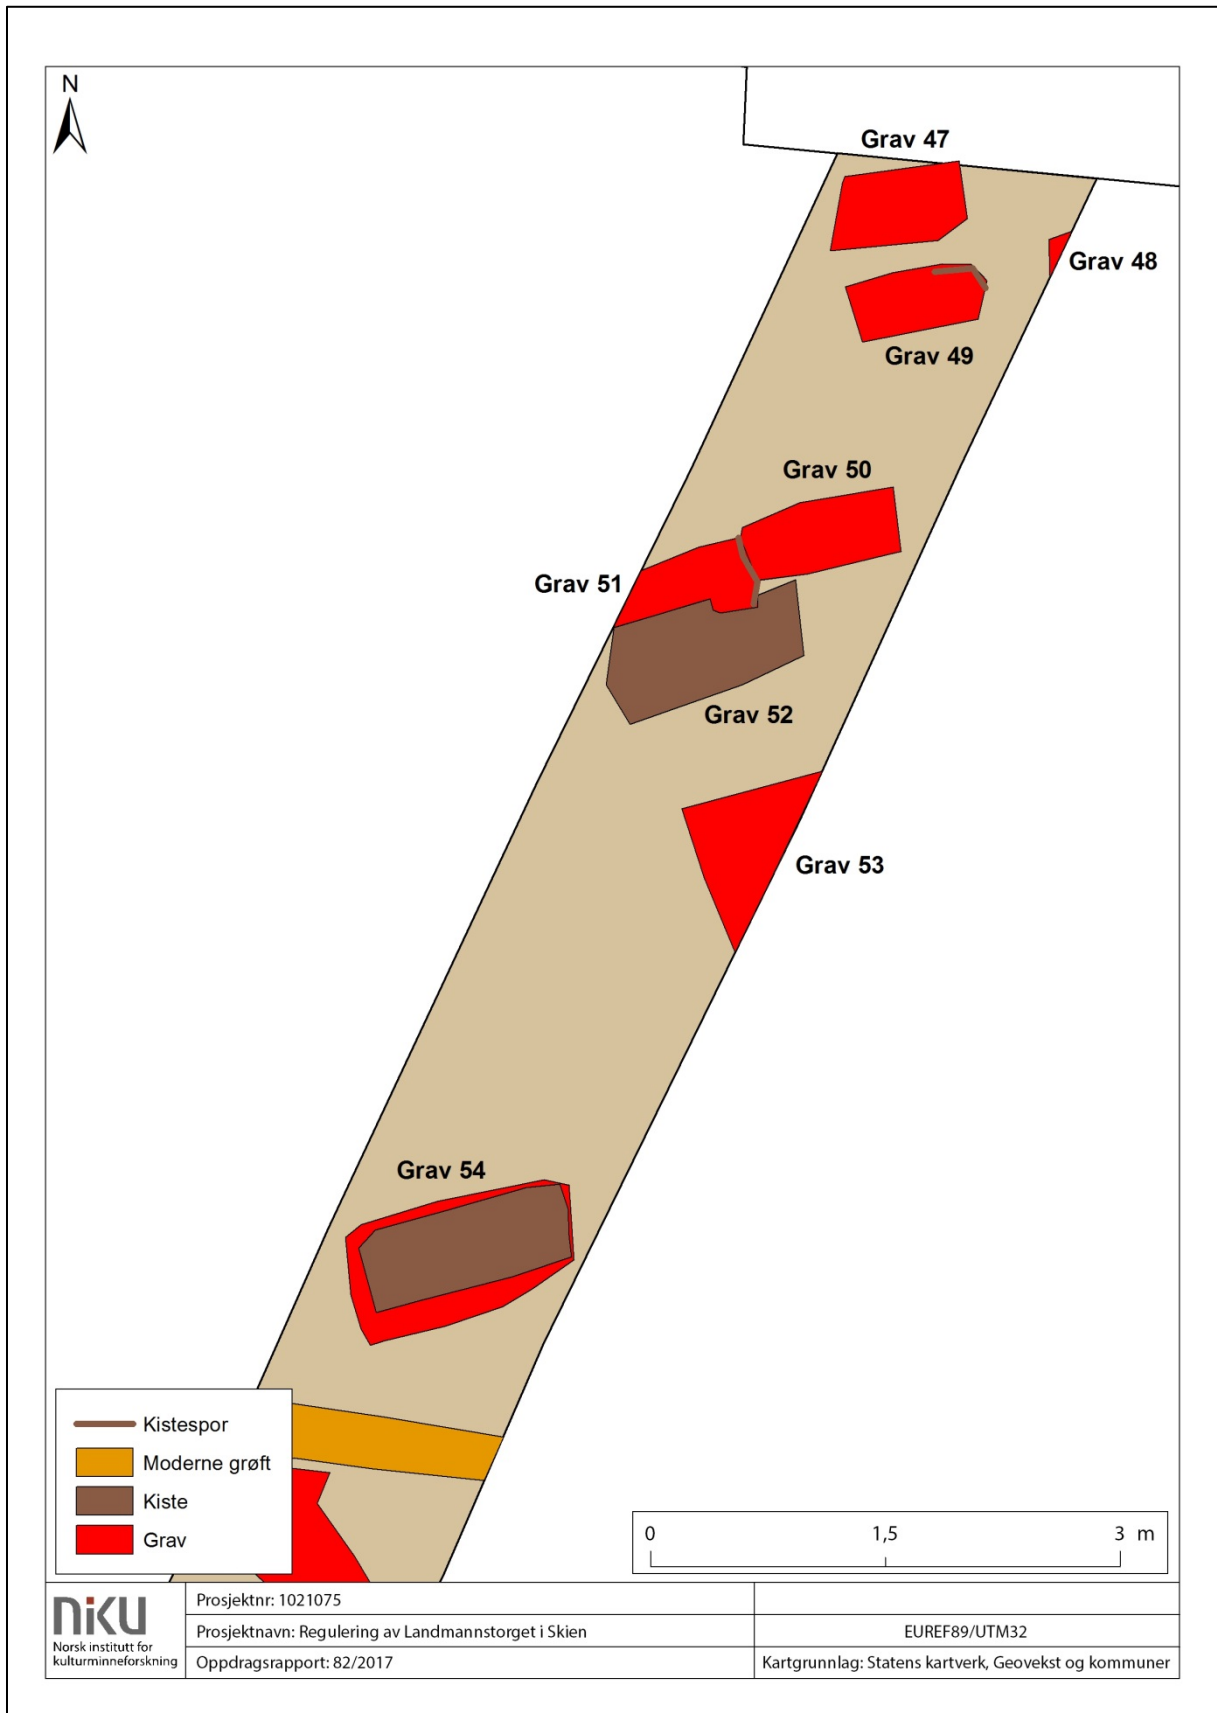 N
Grav 47
Grav 48
Grav 49
Grav 50
Grav 51
Grav 52
Grav 53
Grav 54
Kistespor
Moderne grøft
Kiste
Grav
0 1,5 3 m
niku
Norsk institutt for
kulturminneforskning
Prosjektnr: 1021075
Prosjektnavn: Regulering av Landmannstorget i Skien
EUREF89/UTM32
Oppdragsrapport: 82/2017
Kartgrunnlag: Statens kartverk, Geovekst og kommuner